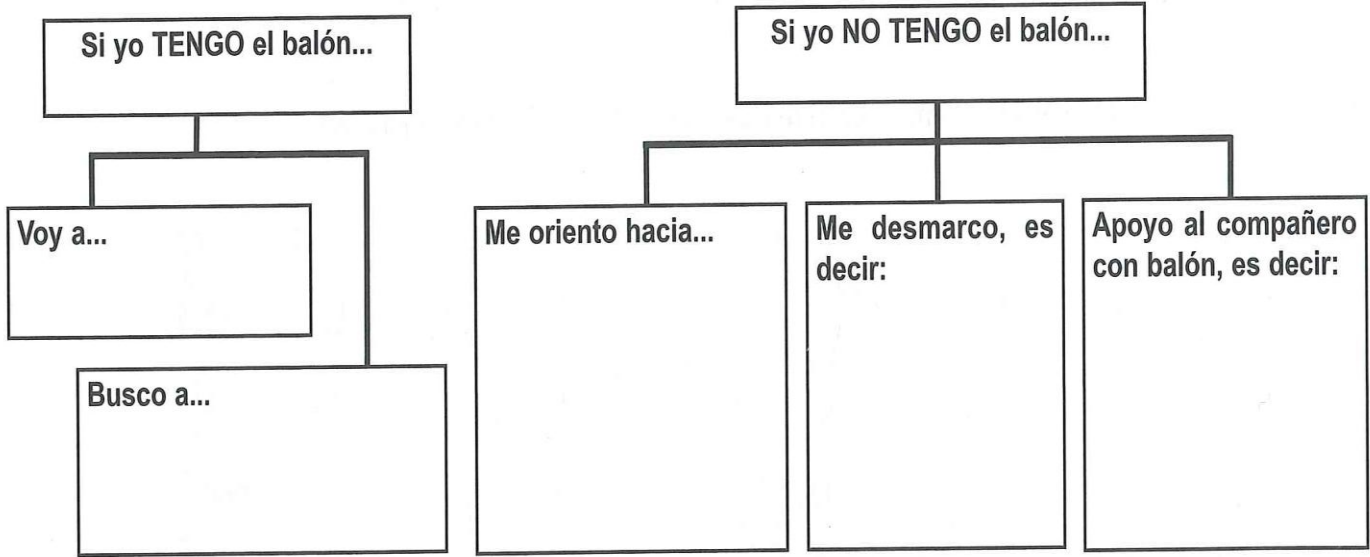 Si yo TENGO el balón...
Voy a...
Busco a...
Si yo NO TENGO el balón...
Me oriento hacia...
Me desmarco, es
decir:
Apoyo al compañero
con balón, es decir: